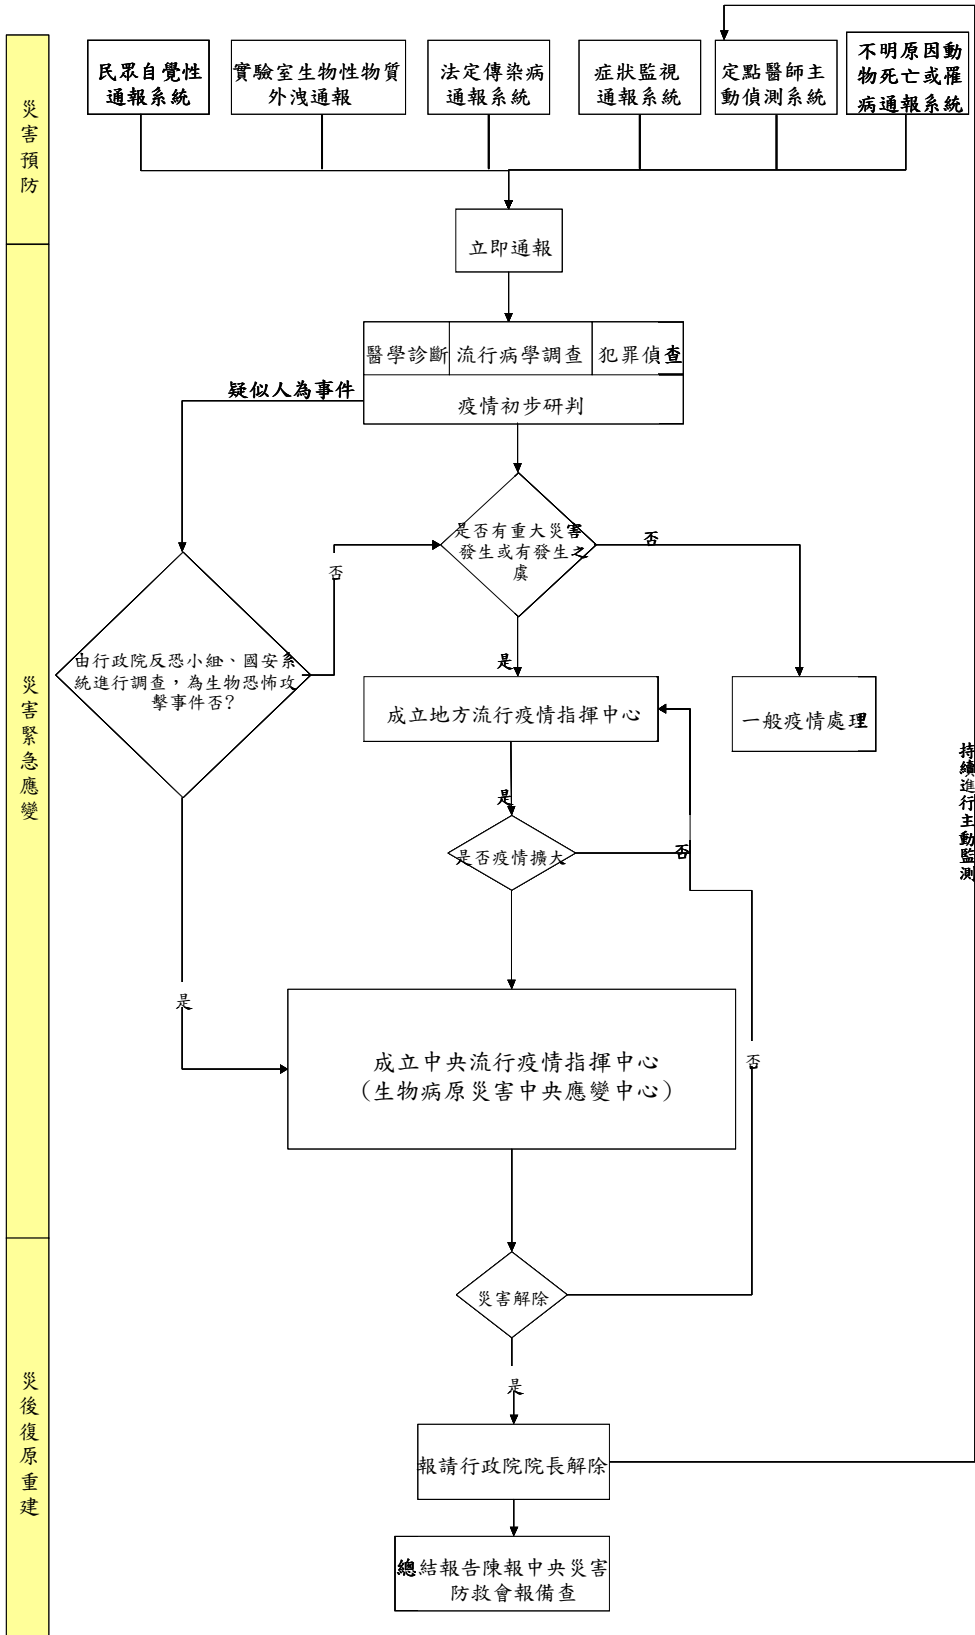 災害預防
民眾自覺性
通報系統
實驗室生物性物質
外洩通報
法定傳染病
通報系統
症狀監視
通報系統
定點醫師主
動偵測系統
不明原因動
物死亡或罹
病通報系統
立即通報
災害緊急應變
醫學診斷
流行病學調查
犯罪偵查
疫情初步研判
疑似人為事件
是否有重大災害
發生或有發生之
虞
否
否
由行政院反恐小組、國安系
統進行調查，為生物恐怖攻
擊事件否?
是
成立地方流行疫情指揮中心
一般疫情處理
持續進行主動監測
是
是否疫情擴大
否
是
成立中央流行疫情指揮中心
（生物病原災害中央應變中心）
否
災後復原重建
災害解除
是
報請行政院院長解除
總結報告陳報中央災害
防救會報備查